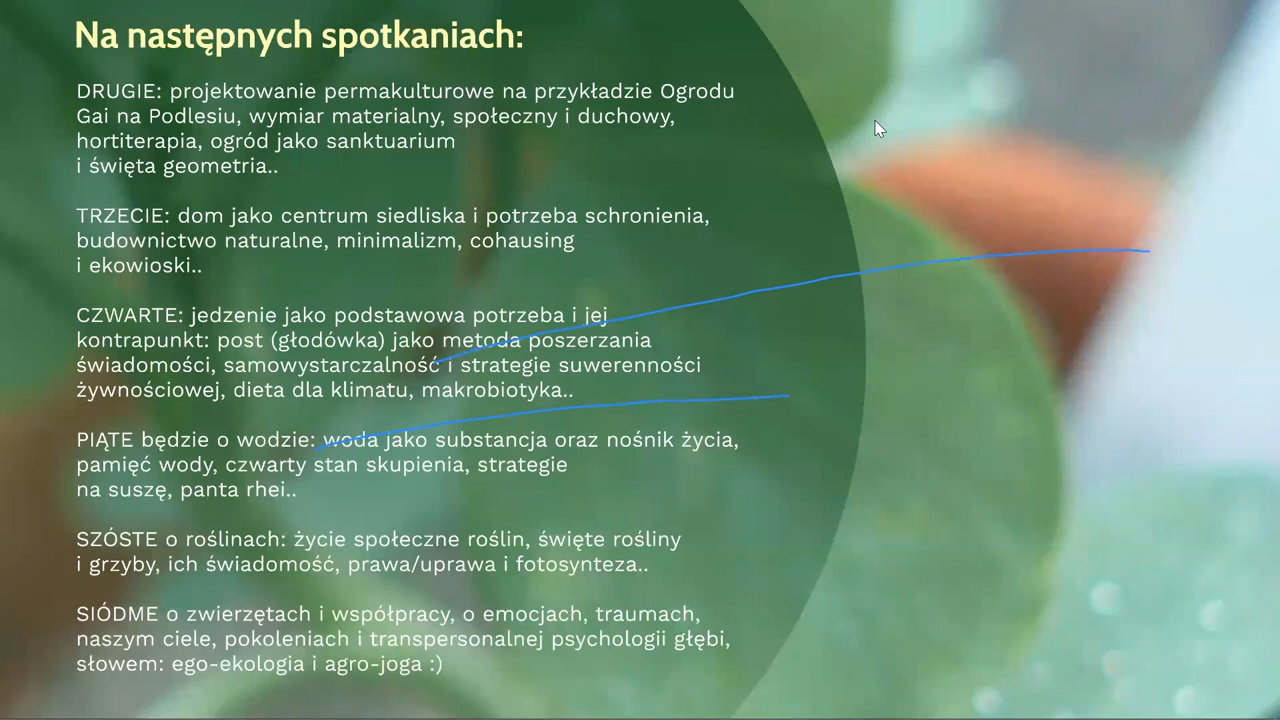 Na następnych spotkaniach:
DRUGIE: projektowanie permakulturowe na przykładzie Ogrodu
Gai na Podlesiu, wymiar materialny, społeczny i duchowy,
hortiterapia, ogród jako sanktuarium
i święta geometria..
TRZECIE: dom jako centrum siedliska i potrzeba schronienia,
budownictwo naturalne, minimalizm, cohausing
i ekowioski..
CZWARTE: jedzenie jako podstawowa potrzeba i jej
kontrapunkt: post (głodówka) jako metoda poszerzania
świadomości, samowystarczalność i strategie suwerenności
żywnościowej, dieta dla klimatu, makrobiotyka..
PIĄTE będzie o wodzie: woda jako substancja oraz nośnik życia,
pamięć wody, czwarty stan skupienia, strategie
na suszę, panta rhei..
SZÓSTE o roślinach: życie społeczne roślin, święte rośliny
i grzyby, ich świadomość, prawa/uprawa i fotosynteza..
SIÓDME o zwierzętach i współpracy, o emocjach, traumach,
naszym ciele, pokoleniach i transpersonalnej psychologii głębi,
słowem: ego-ekologia i agro-joga :)